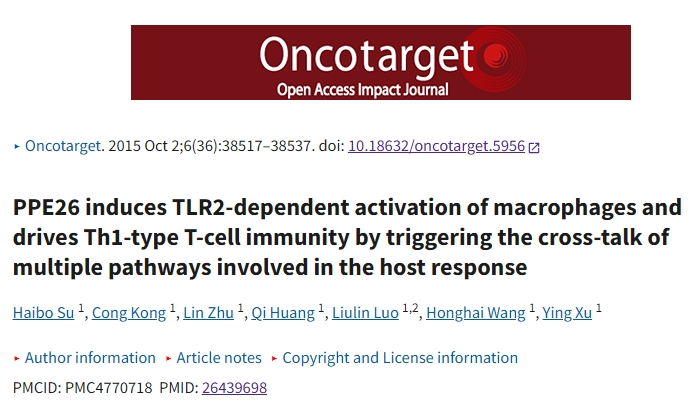 Oncotarget
Open Access Impact Journal
‣ Oncotarget. 2015 Oct 2;6(36):38517–38537. doi: 10.18632/oncotarget.5956
PPE26 induces TLR2-dependent activation of macrophages and
drives Th1-type T-cell immunity by triggering the cross-talk of
multiple pathways involved in the host response
Haibo Su 1, Cong Kong 1, Lin Zhu 1, Qi Huang 1, Liulin Luo 1,2, Honghai Wang 1, Ying Xu 1
‣ Author information ‣ Article notes ‣ Copyright and License information
PMCID: PMC4770718 PMID: 26439698